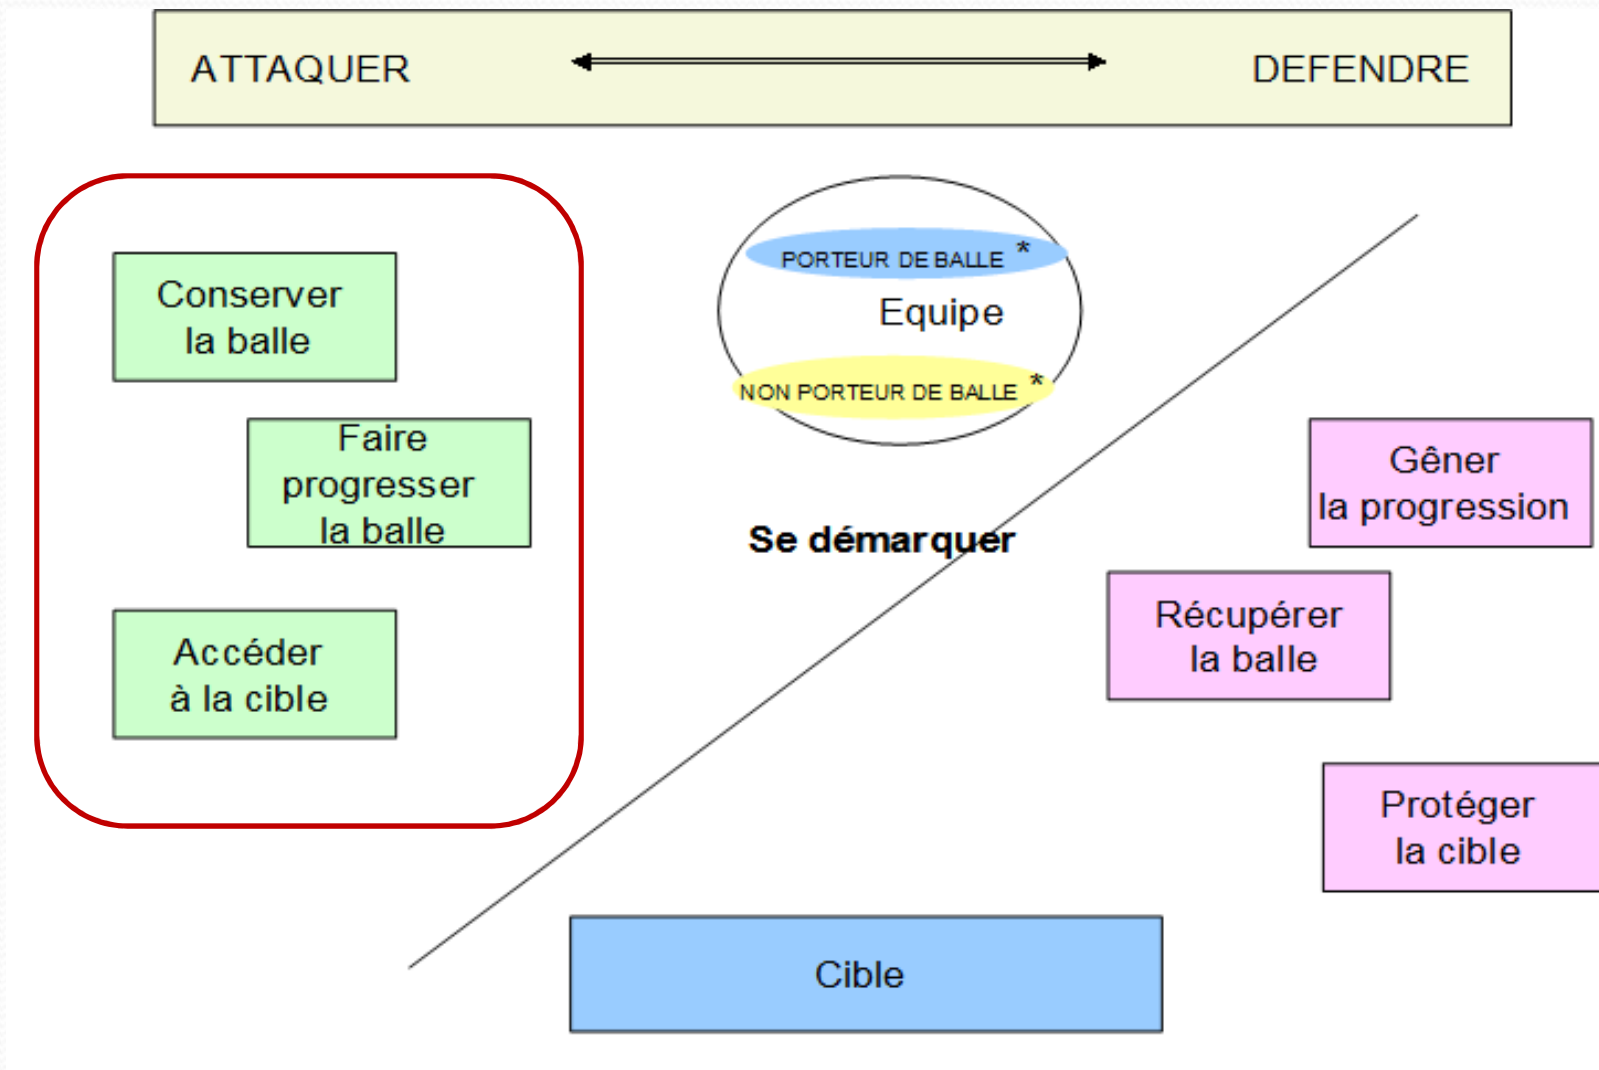 ATTAQUER
DEFENDRE
PORTEUR DE BALLE *
Equipe
NON PORTEUR DE BALLE *
Conserver
la balle
Faire
progresser
la balle
Accéder
à la cible
Se démarquer
Gêner
la progression
Récupérer
la balle
Protéger
la cible
Cible